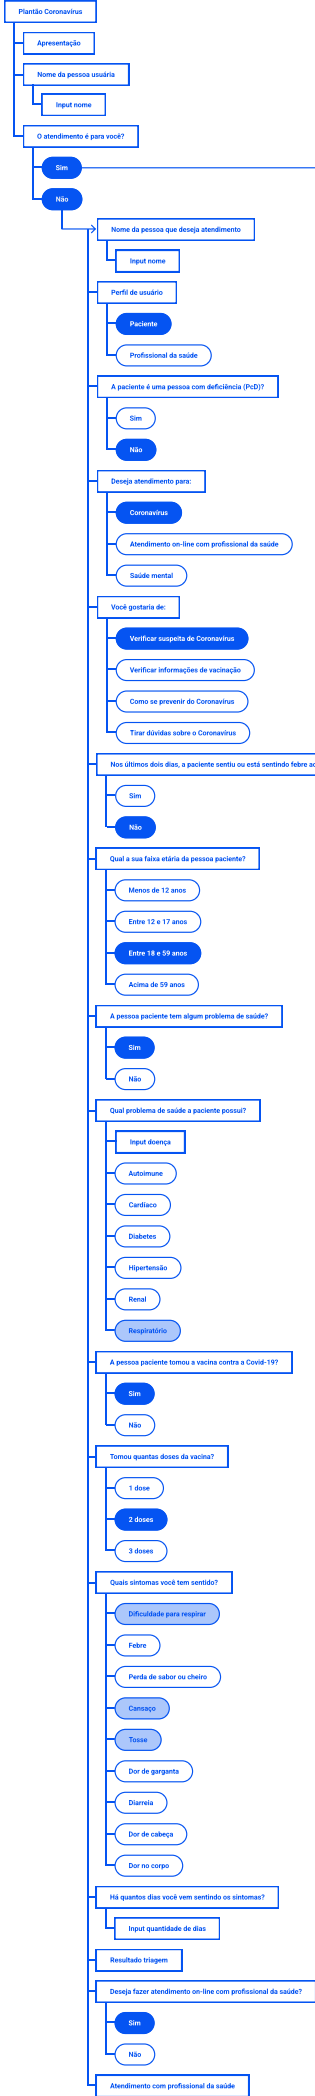 Plantão Coronavírus
Apresentação
Nome da pessoa usuária
Input nome
O atendimento é para você?
Sim
Não
Nome da pessoa que deseja atendimento
Input nome
Perfil de usuário
Paciente
Profissional da saúde
A paciente é uma pessoa com deficiência (PcD)?
Sim
Não
Deseja atendimento para:
Coronavírus
Atendimento on-line com profissional da saúde
Saúde mental
Você gostaria de:
Verificar suspeita de Coronavírus
Verificar informações de vacinação
Como se prevenir do Coronavírus
Tirar dúvidas sobre o Coronavírus
Nos últimos dois dias, a paciente sentiu ou está sentindo febre
Sim
Não
Qual a sua faixa etária da pessoa paciente?
Menos de 12 anos
Entre 12 e 17 anos
Entre 18 e 59 anos
Acima de 59 anos
A pessoa paciente tem algum problema de saúde?
Sim
Não
Qual problema de saúde a paciente possui?
Input doença
Autoimune
Cardíaco
Diabetes
Hipertensão
Renal
Respiratório
A pessoa paciente tomou a vacina contra a Covid-19?
Sim
Não
Tomou quantas doses da vacina?
1 dose
2 doses
3 doses
Quais sintomas você tem sentido?
Dificuldade para respirar
Febre
Perda de sabor ou cheiro
Cansaço
Tosse
Dor de garganta
Diarreia
Dor de cabeça
Dor no corpo
Há quantos dias você vem sentindo os sintomas?
Input quantidade de dias
Resultado triagem
Deseja fazer atendimento on-line com profissional da saúde?
Sim
Não
Atendimento com profissional da saúde